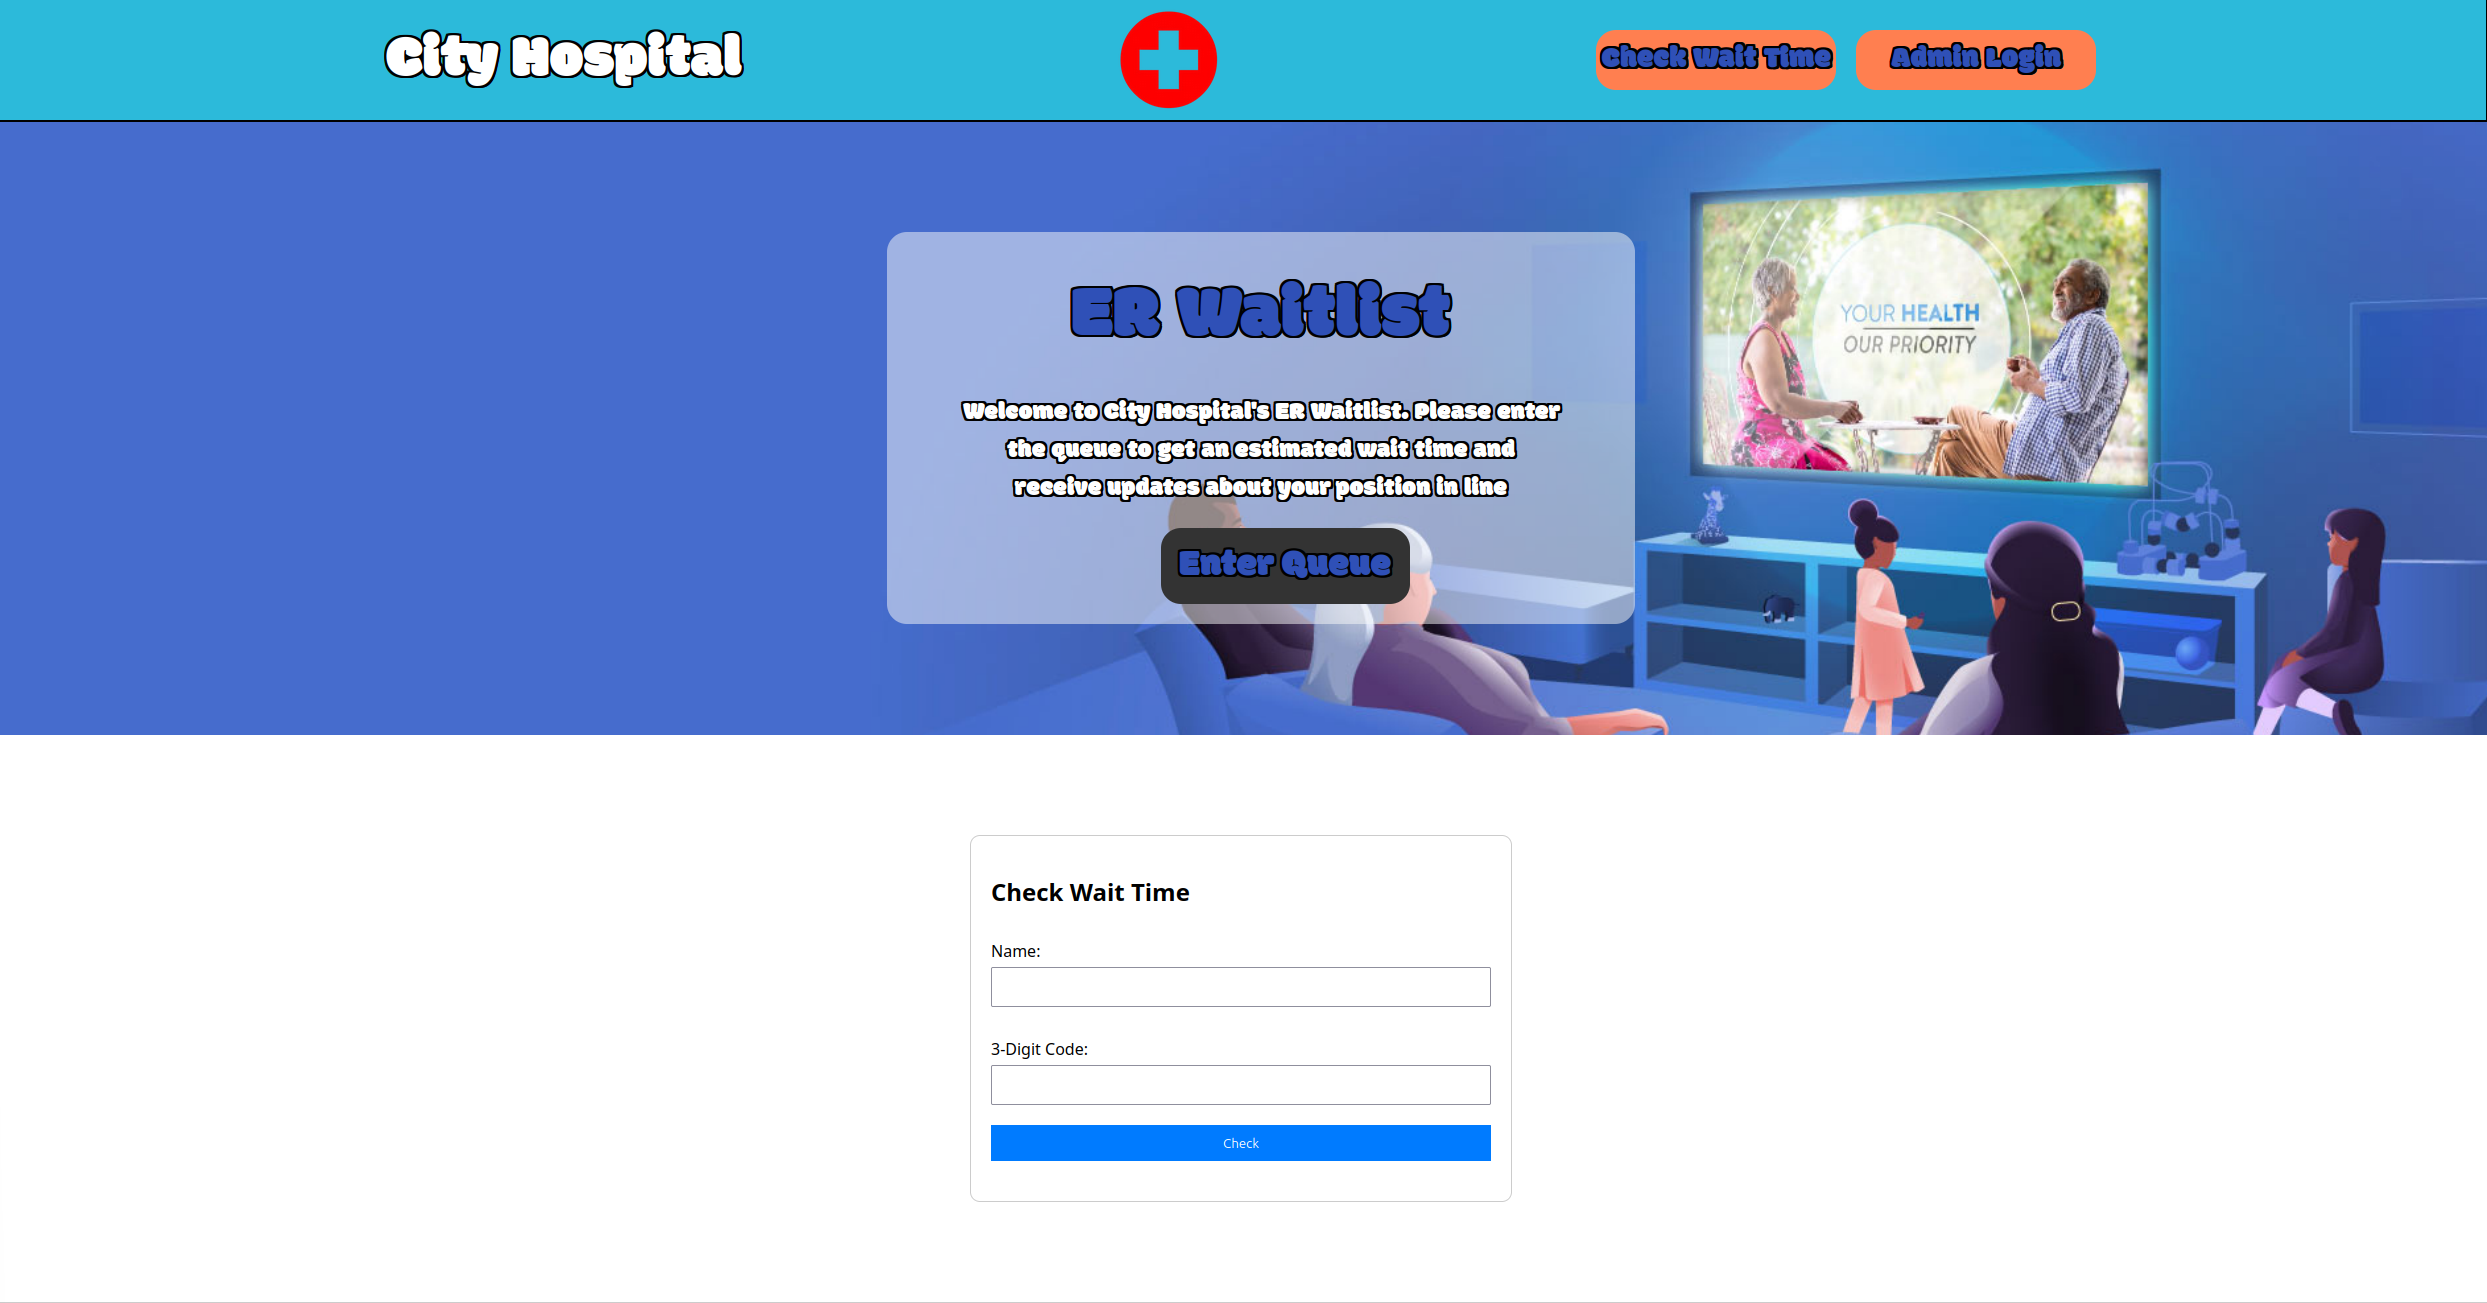 City Hospital
Check Wait Time
Admin Login
YOUR HEALTH
OUR PRIORITY
ER Waitlist
Welcome to City Hospital's ER Waitlist. Please enter
the queue to get an estimated wait time and
receive updates about your position in line
Enter Queue
Check Wait Time
Name:
3-Digit Code:
Check